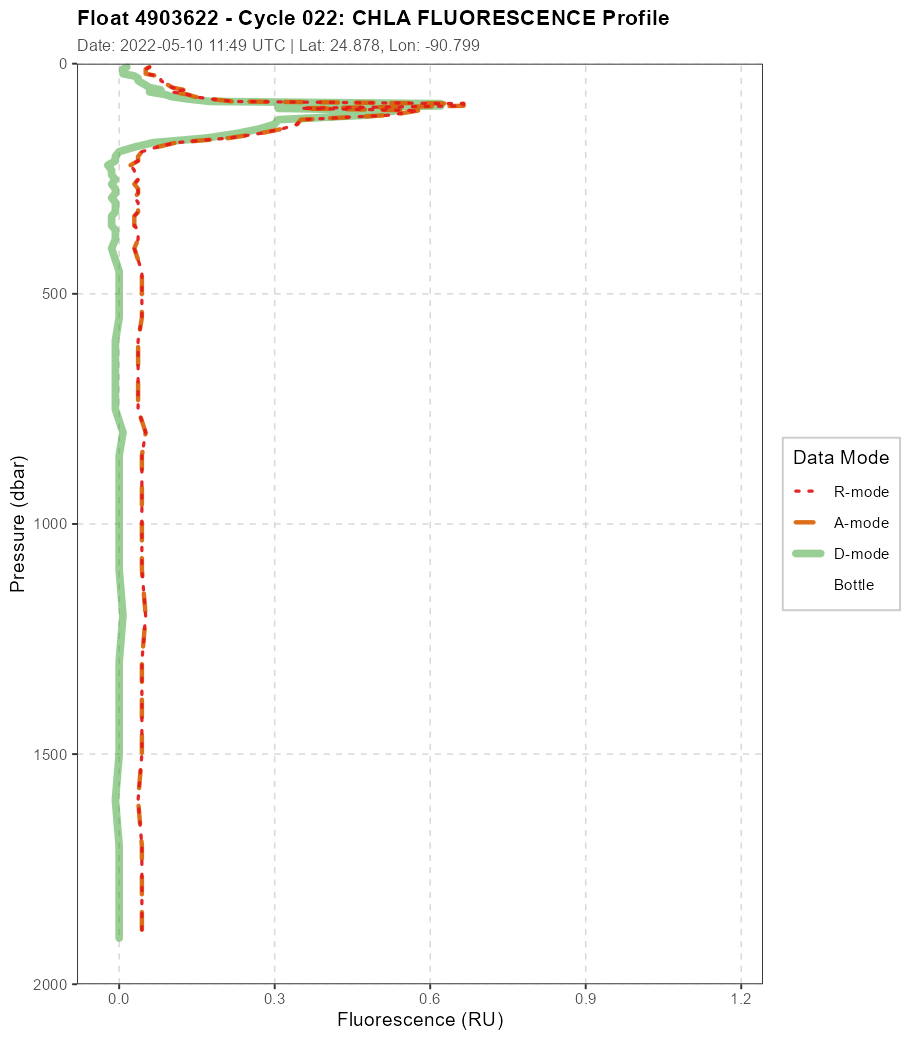 Float 4903622 - Cycle 022: CHLA FLUORESCENCE Profile
Date: 2022-05-10 11:49 UTC | Lat: 24.878, Lon: -90.799
0
500
1000
1500
2000
Pressure (dbar)
0.0
0.3
0.6
0.9
1.2
Fluorescence (RU)
Data Mode
R-mode
A-mode
D-mode
Bottle